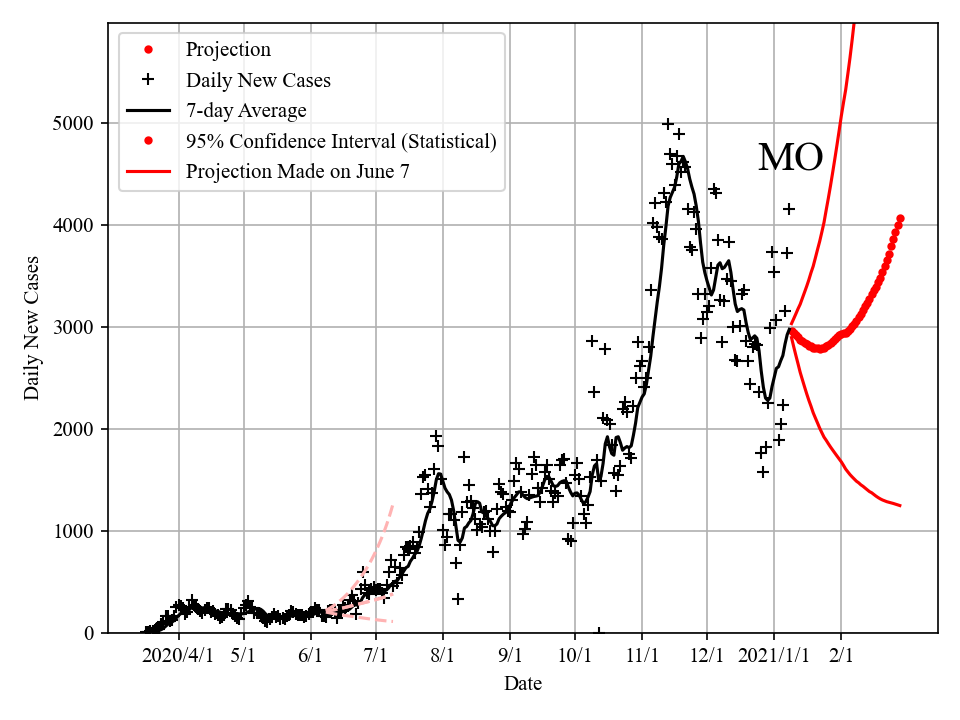 Projection
Daily New Cases
7-day Average
95% Confidence Interval (Statistical)
Projection Made on June 7
MO
5000
4000
3000
2000
1000
0
Daily New Cases
2020/4/1 5/1 6/1 7/1 8/1 9/1 10/1 11/1 12/1 2021/1/1 2/1
Date